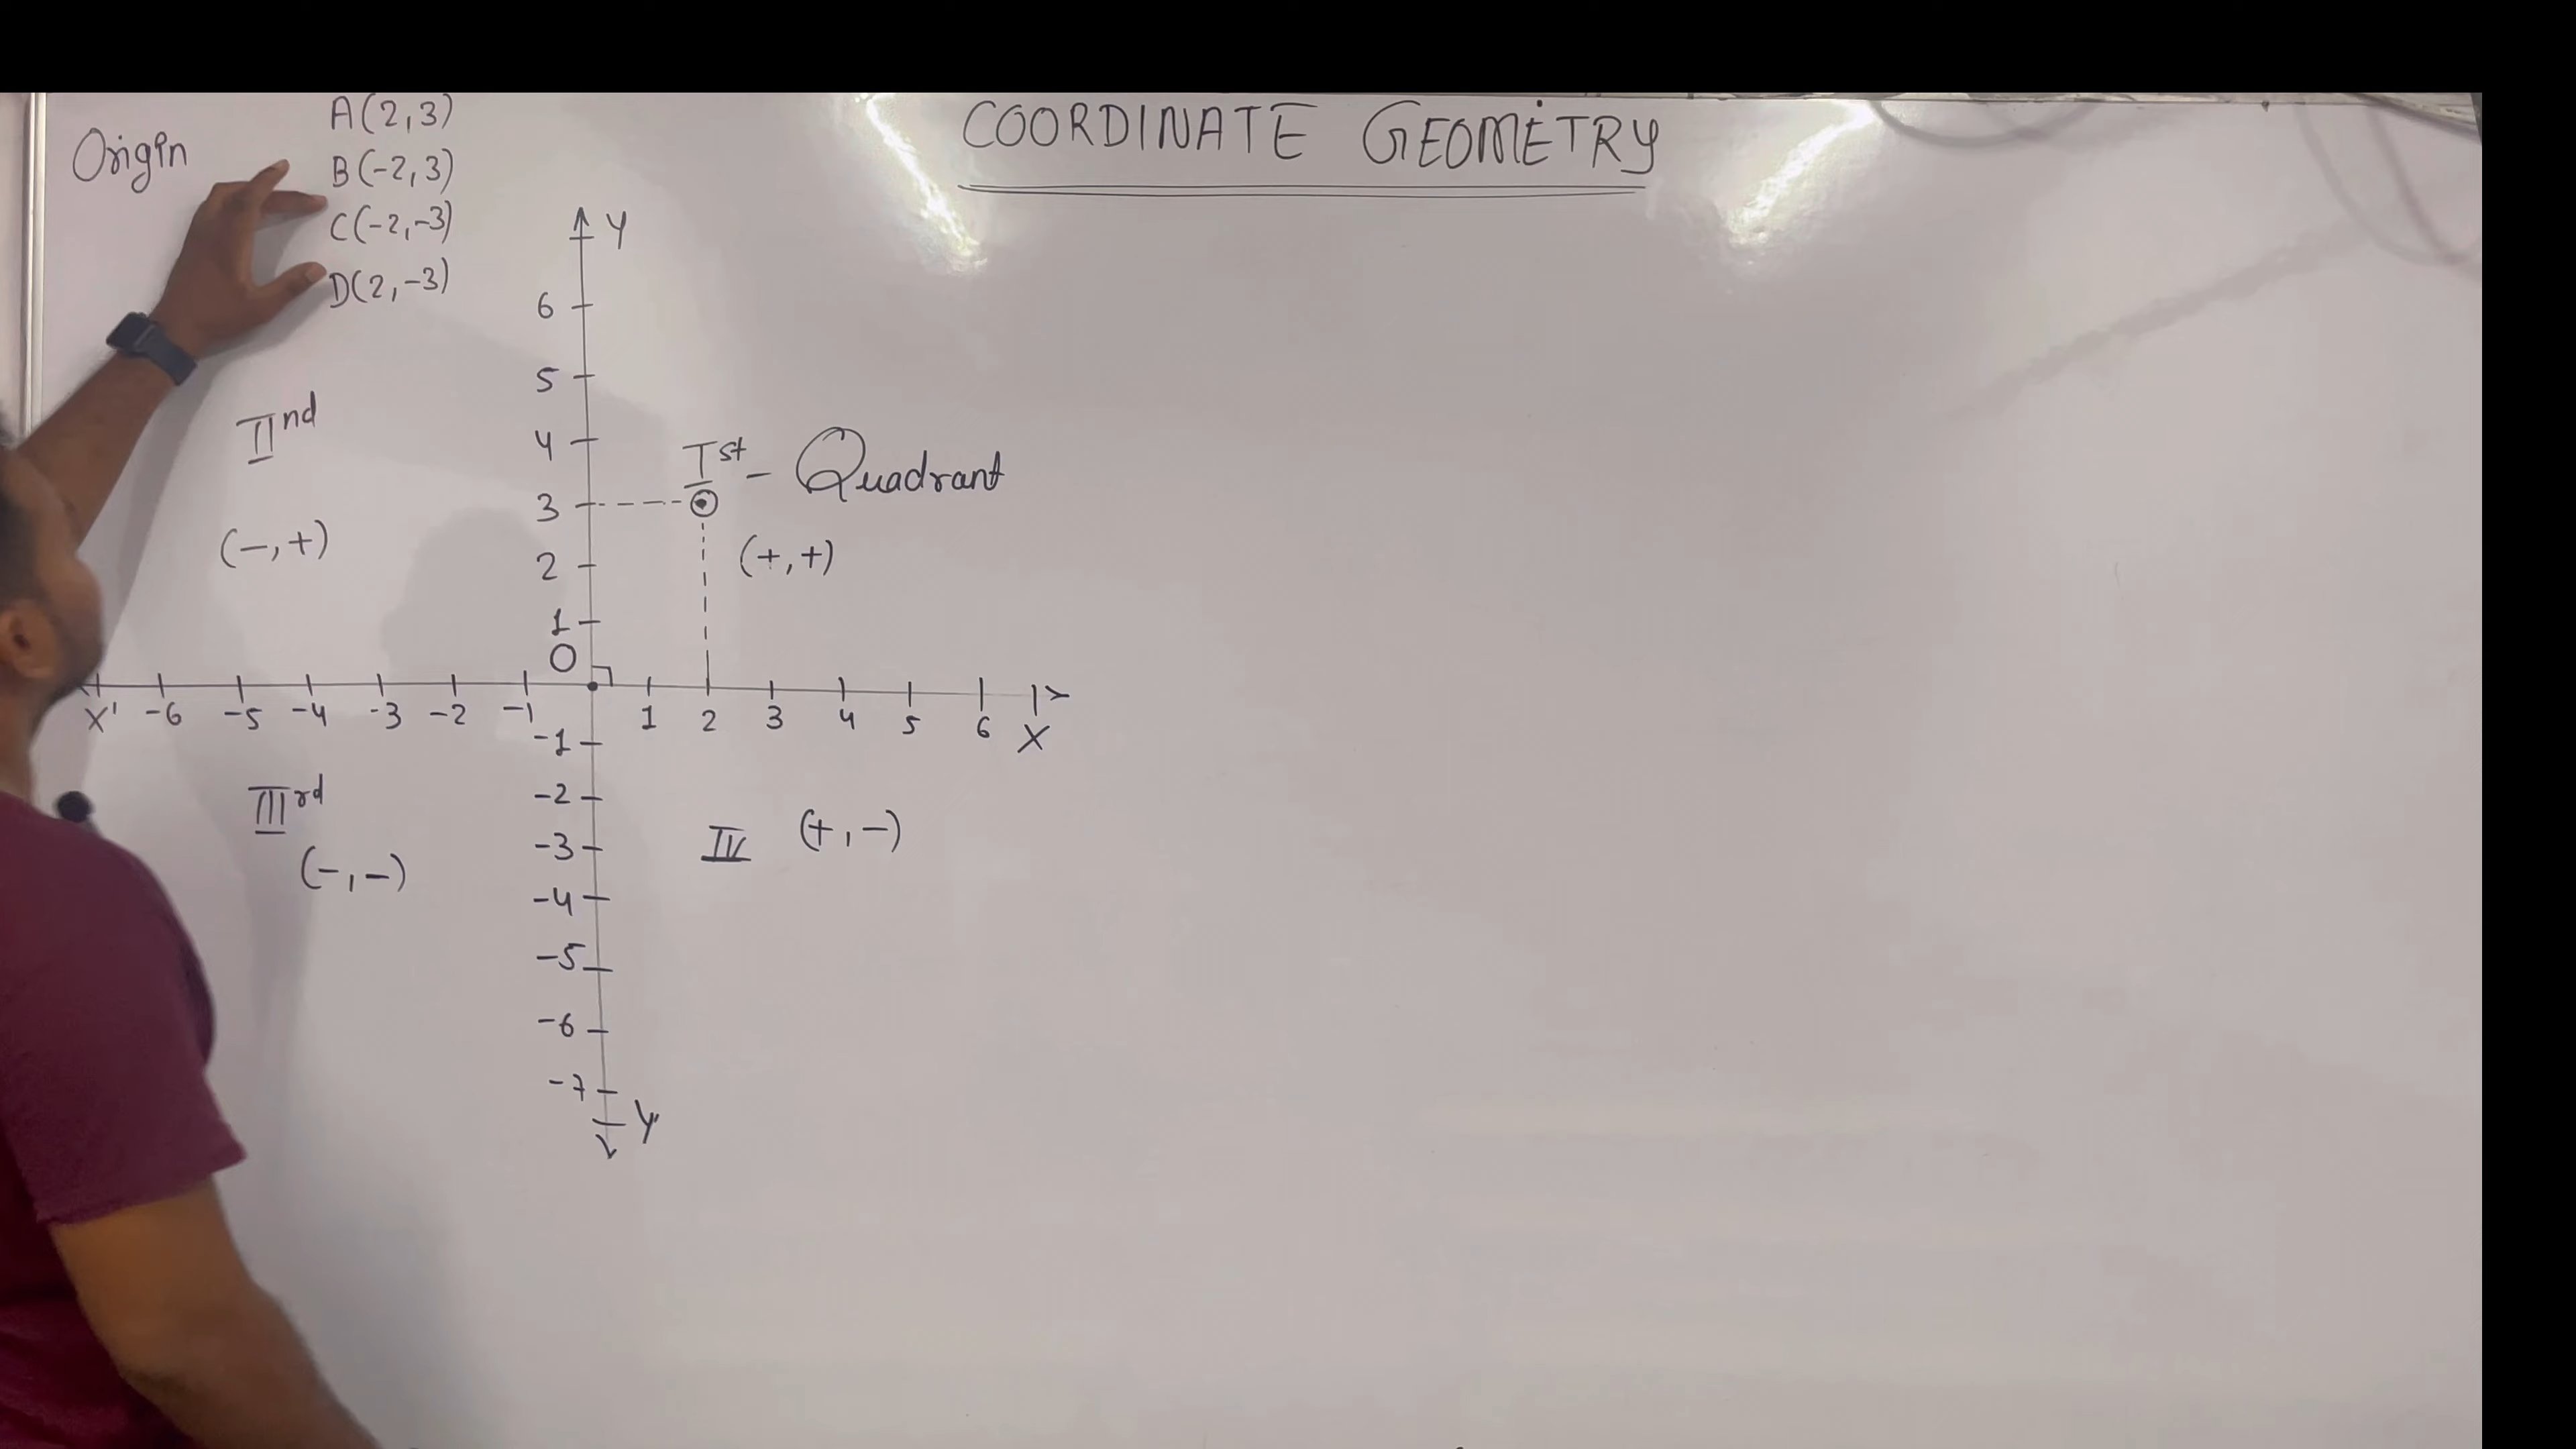 COORDINATE GEOMETRY
Origin
A(2,3)
B(-2,3)
C(-2,-3)
D(2,-3)
Y
6
5
4
3
2
1
O
IInd
(-,+)
Ist - Quadrant
(+,+)
X' -6 -5 -4 -3 -2 -1 1 2 3 4 5 6 X
-1
-2
-3
-4
-5
-6
-7
Y'
IIIrd
(-,-)
IV (+,-)